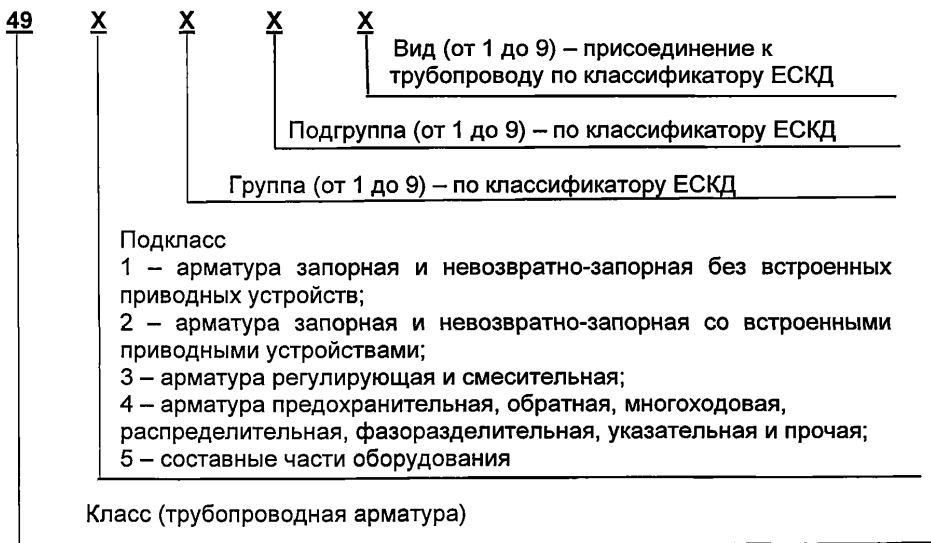 49 X X X X
Вид (от 1 до 9) – присоединение к
трубопроводу по классификатору ЕСКД
Подгруппа (от 1 до 9) – по классификатору ЕСКД
Группа (от 1 до 9) – по классификатору ЕСКД
Подкласс
1 – арматура запорная и невозвратно-запорная без встроенных
приводных устройств;
2 – арматура запорная и невозвратно-запорная со встроенными
приводными устройствами;
3 – арматура регулирующая и смесительная;
4 – арматура предохранительная, обратная, многоходовая,
распределительная, фазоразделительная, указательная и прочая;
5 – составные части оборудования
Класс (трубопроводная арматура)